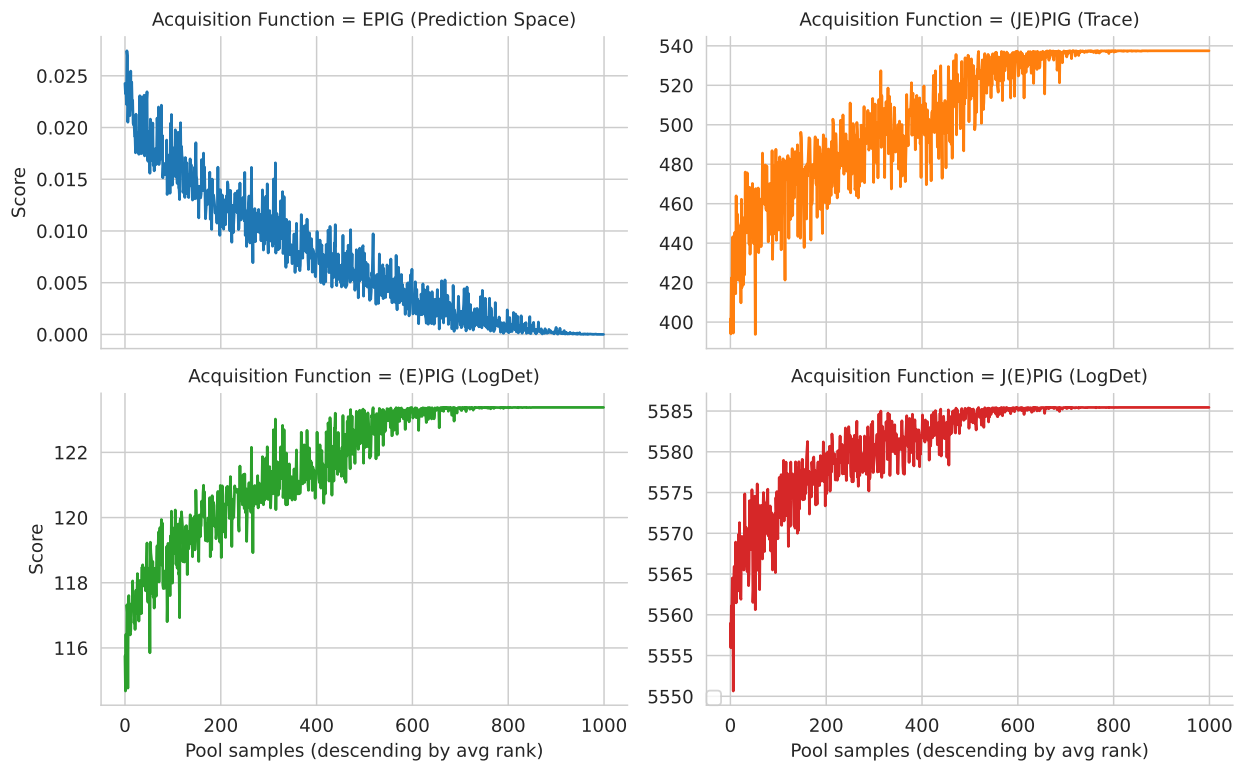 Acquisition Function = EPIG (Prediction Space)
Score
0.025
0.020
0.015
0.010
0.005
0.000
Acquisition Function = (JE)PIG (Trace)
540
520
500
480
460
440
420
400
Acquisition Function = (E)PIG (LogDet)
Score
122
120
118
116
0 200 400 600 800 1000
Pool samples (descending by avg rank)
Acquisition Function = J(E)PIG (LogDet)
5585
5580
5575
5570
5565
5560
5555
5550
0 200 400 600 800 1000
Pool samples (descending by avg rank)